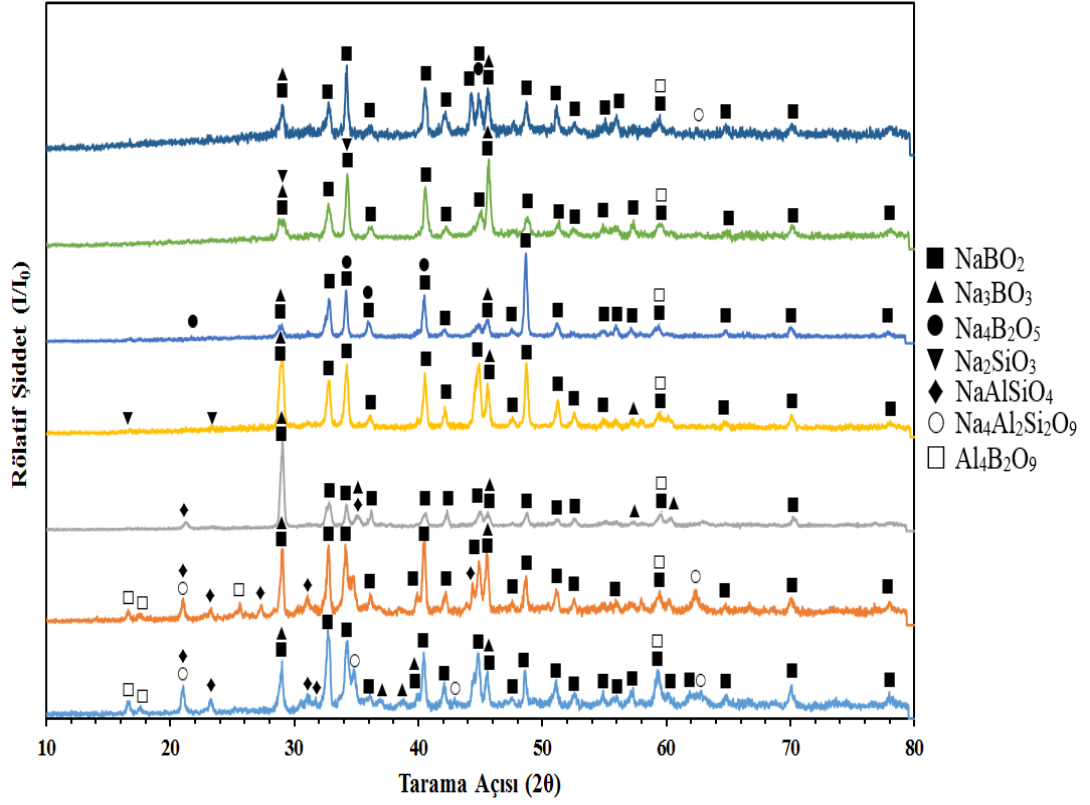 Rölatif Şiddet (I/I₀)
NaBO₂
Na₃BO₃
Na₄B₂O₅
Na₂SiO₃
NaAlSiO₄
Na₄Al₂Si₂O₉
Al₄B₂O₉
10 20 30 40 50 60 70 80
Tarama Açısı (2θ)